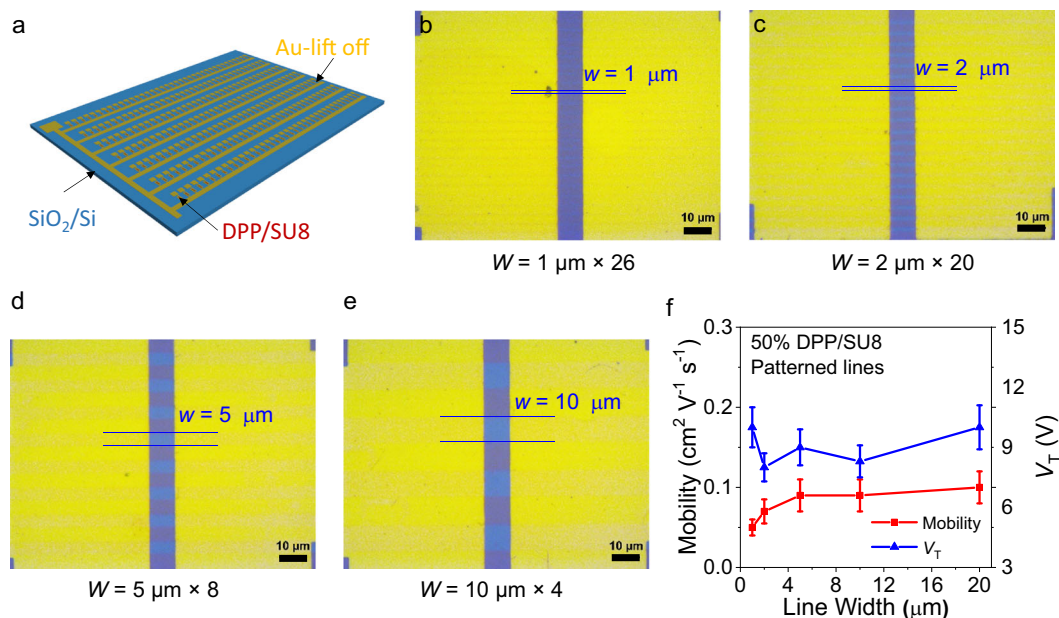 a
Au-lift off
SiO₂/Si
DPP/SU8
b
w = 1 μm
10 μm
W = 1 μm × 26
c
w = 2 μm
10 μm
W = 2 μm × 20
d
w = 5 μm
10 μm
W = 5 μm × 8
e
w = 10 μm
10 μm
W = 10 μm × 4
f
50% DPP/SU8
Patterned lines
Mobility
V_T
Mobility (cm² V⁻¹ s⁻¹)
0.3
0.2
0.1
0.0
15
12
9
6
3
V_T (V)
0 4 8 12 16 20
Line Width (μm)